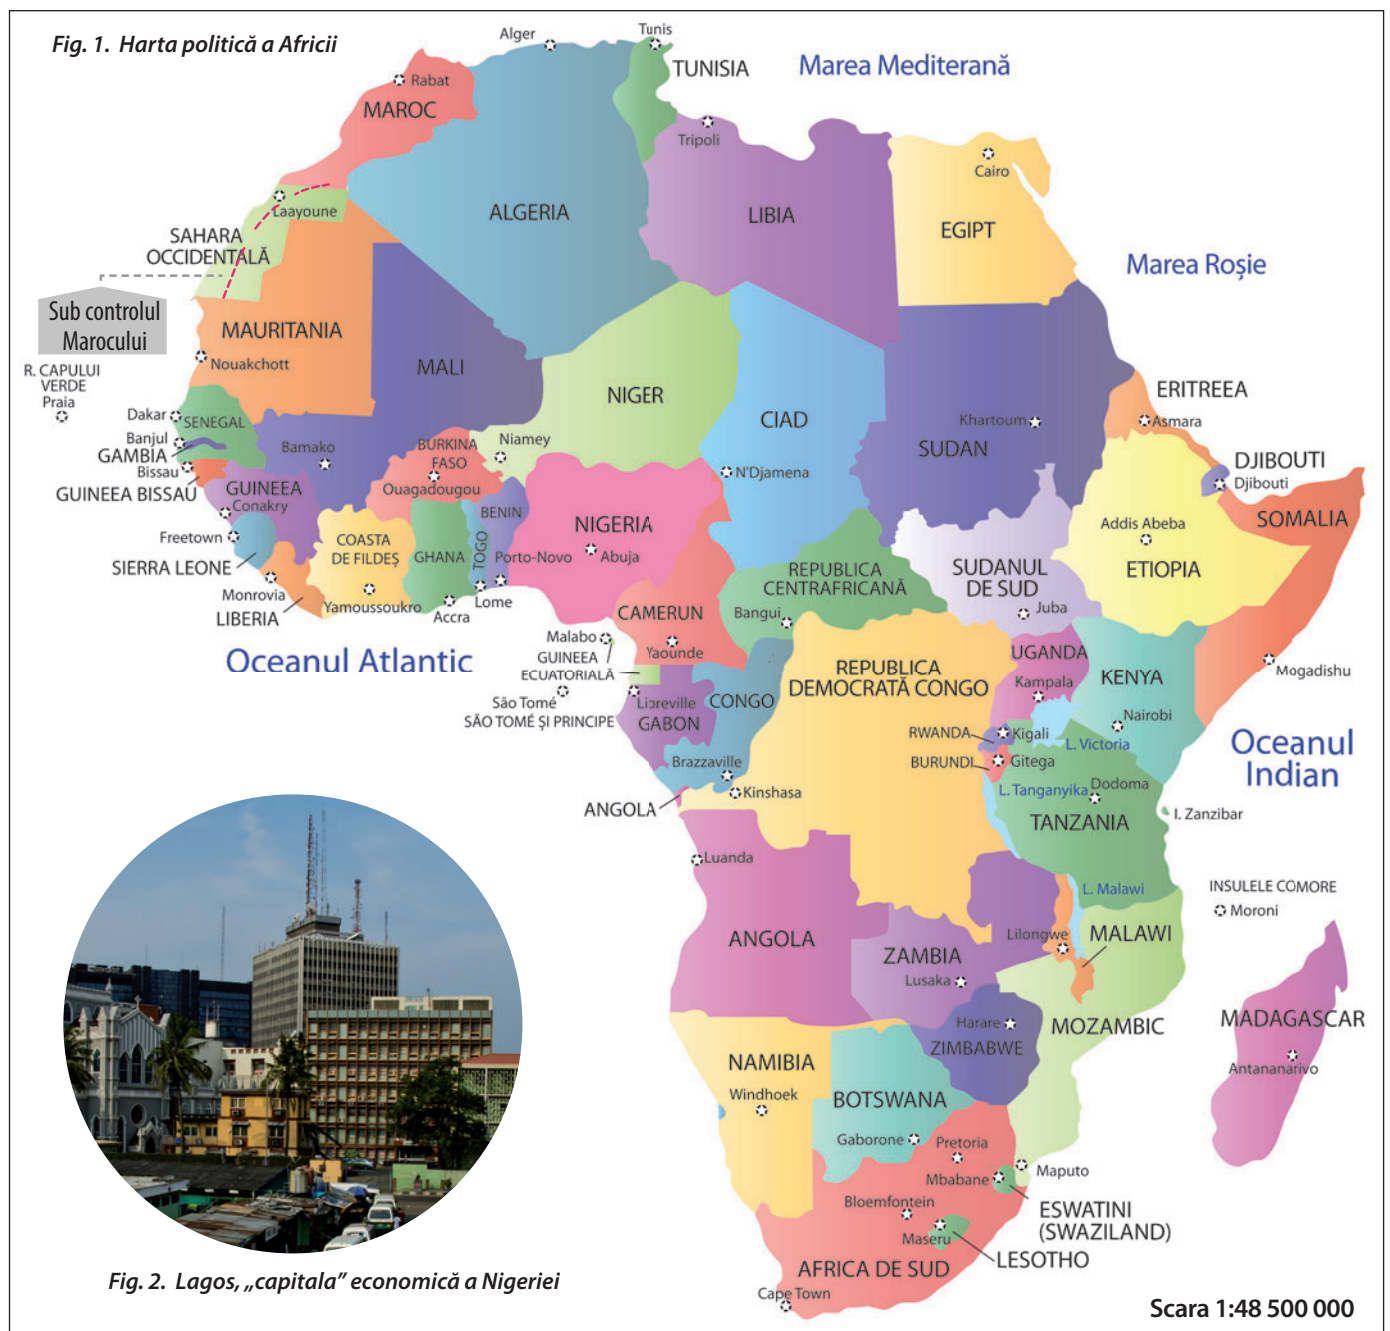 Fig. 1. Harta politică a Africii
Alger
Tunis
TUNISIA
Marea Mediterană
Rabat
MAROC
Tripoli
Cairo
Laayoune
ALGERIA
LIBIA
EGIPT
SAHARA
OCCIDENTALĂ
Marea Roșie
Sub controlul
Marocului
MAURITANIA
Nouakchott
MALI
NIGER
CIAD
R. CAPULUI
VERDE
Praia
ERITREEA
Asmara
Dakar
SENEGAL
Khartoum
SUDAN
Banjul
GAMBIA
Bamako
BURKINA
FASO
Niamey
Bissau
GUINEEA BISSAU
GUINEEA
Ouagadougou
N'Djamena
DJIBOUTI
Djibouti
Conakry
BENIN
NIGERIA
SOMALIA
Freetown
COASTA
DE FILDEȘ
GHANA
TOGO
Porto-Novo
Abuja
Addis Abeba
SIERRA LEONE
REPUBLICA
CENTRAFRICANĂ
SUDANUL
DE SUD
ETIOPIA
Monrovia
LIBERIA
Yamoussoukro
Accra
Lome
CAMERUN
Bangui
Juba
Malabo
Yaounde
GUINEEA
ECUATORIALĂ
Oceanul Atlantic
REPUBLICA
DEMOCRATĂ CONGO
UGANDA
Kampala
KENYA
Mogadishu
São Tomé
SÃO TOMÉ ȘI PRINCIPE
Libreville
GABON
CONGO
Nairobi
RWANDA
Kigali
L. Victoria
Oceanul
Indian
Brazzaville
BURUNDI
Gitega
Kinshasa
L. Tanganyika
Dodoma
ANGOLA
TANZANIA
I. Zanzibar
Luanda
L. Malawi
INSULELE COMORE
Moroni
ANGOLA
ZAMBIA
Lilongwe
MALAWI
Lusaka
Harare
ZIMBABWE
MOZAMBIC
MADAGASCAR
Antananarivo
NAMIBIA
Windhoek
BOTSWANA
Gaborone
Pretoria
Maputo
Mbabane
Bloemfontein
ESWATINI
(SWAZILAND)
Maseru
LESOTHO
AFRICA DE SUD
Cape Town
Fig. 2. Lagos, „capitala” economică a Nigeriei
Scara 1:48 500 000